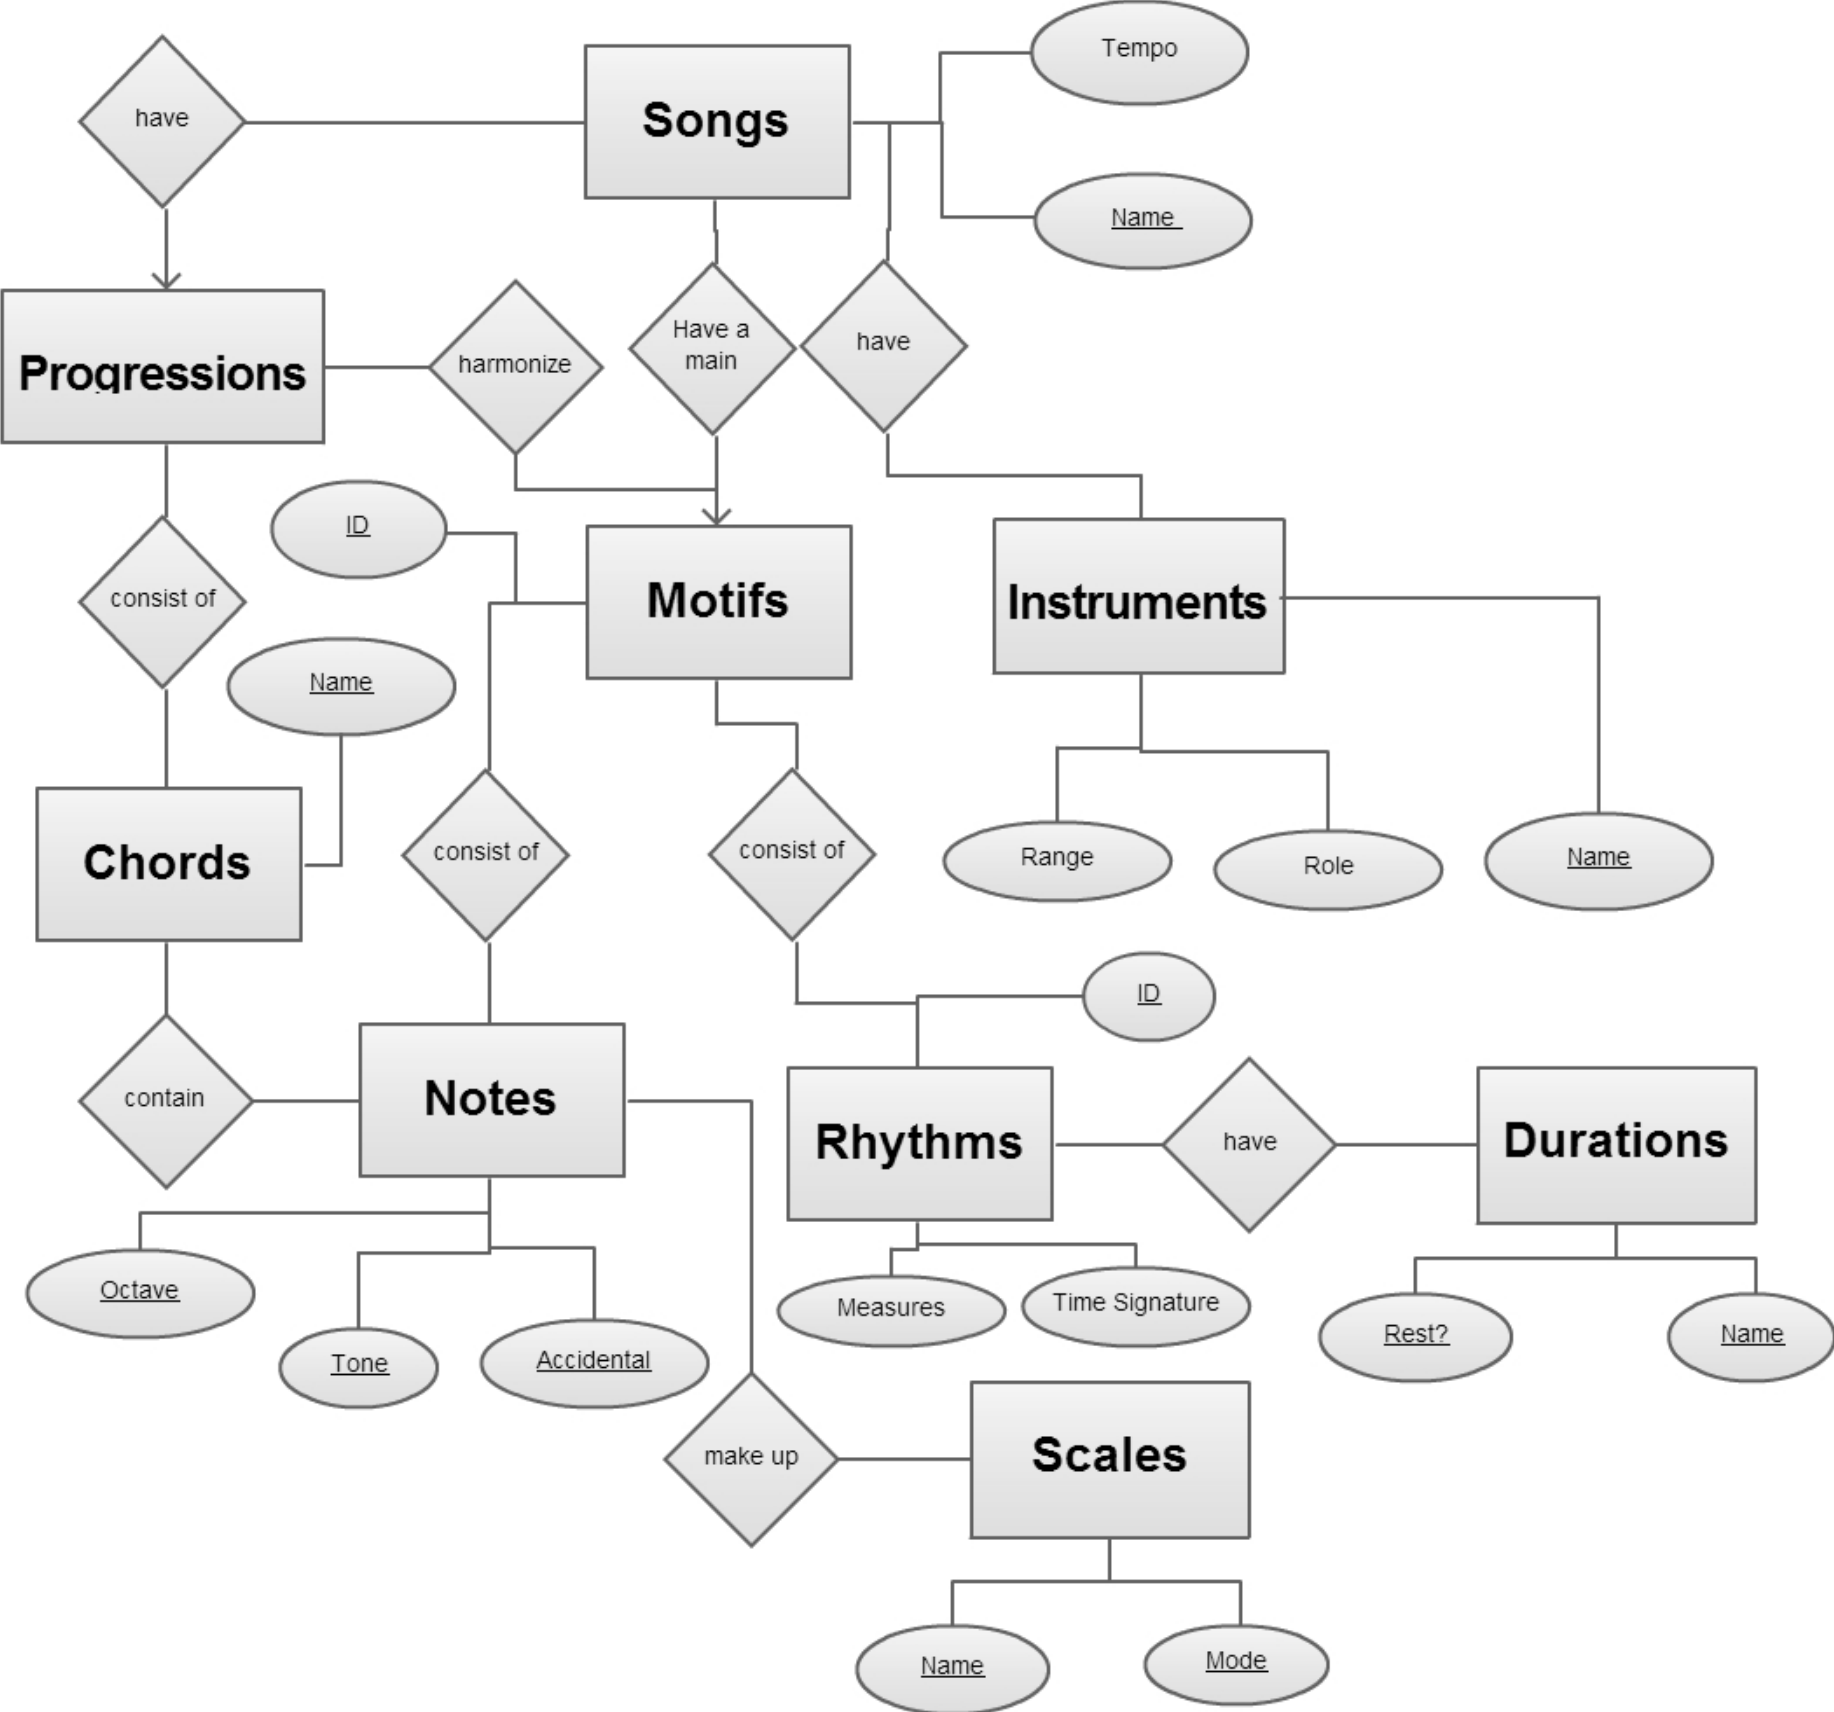 Tempo
have
Songs
Name
Have a
main
have
harmonize
Progressions
ID
consist of
Motifs
Instruments
Name
Chords
consist of
consist of
Range
Role
Name
ID
contain
Notes
Rhythms
have
Durations
Octave
Tone
Accidental
Measures
Time Signature
Rest?
Name
make up
Scales
Name
Mode